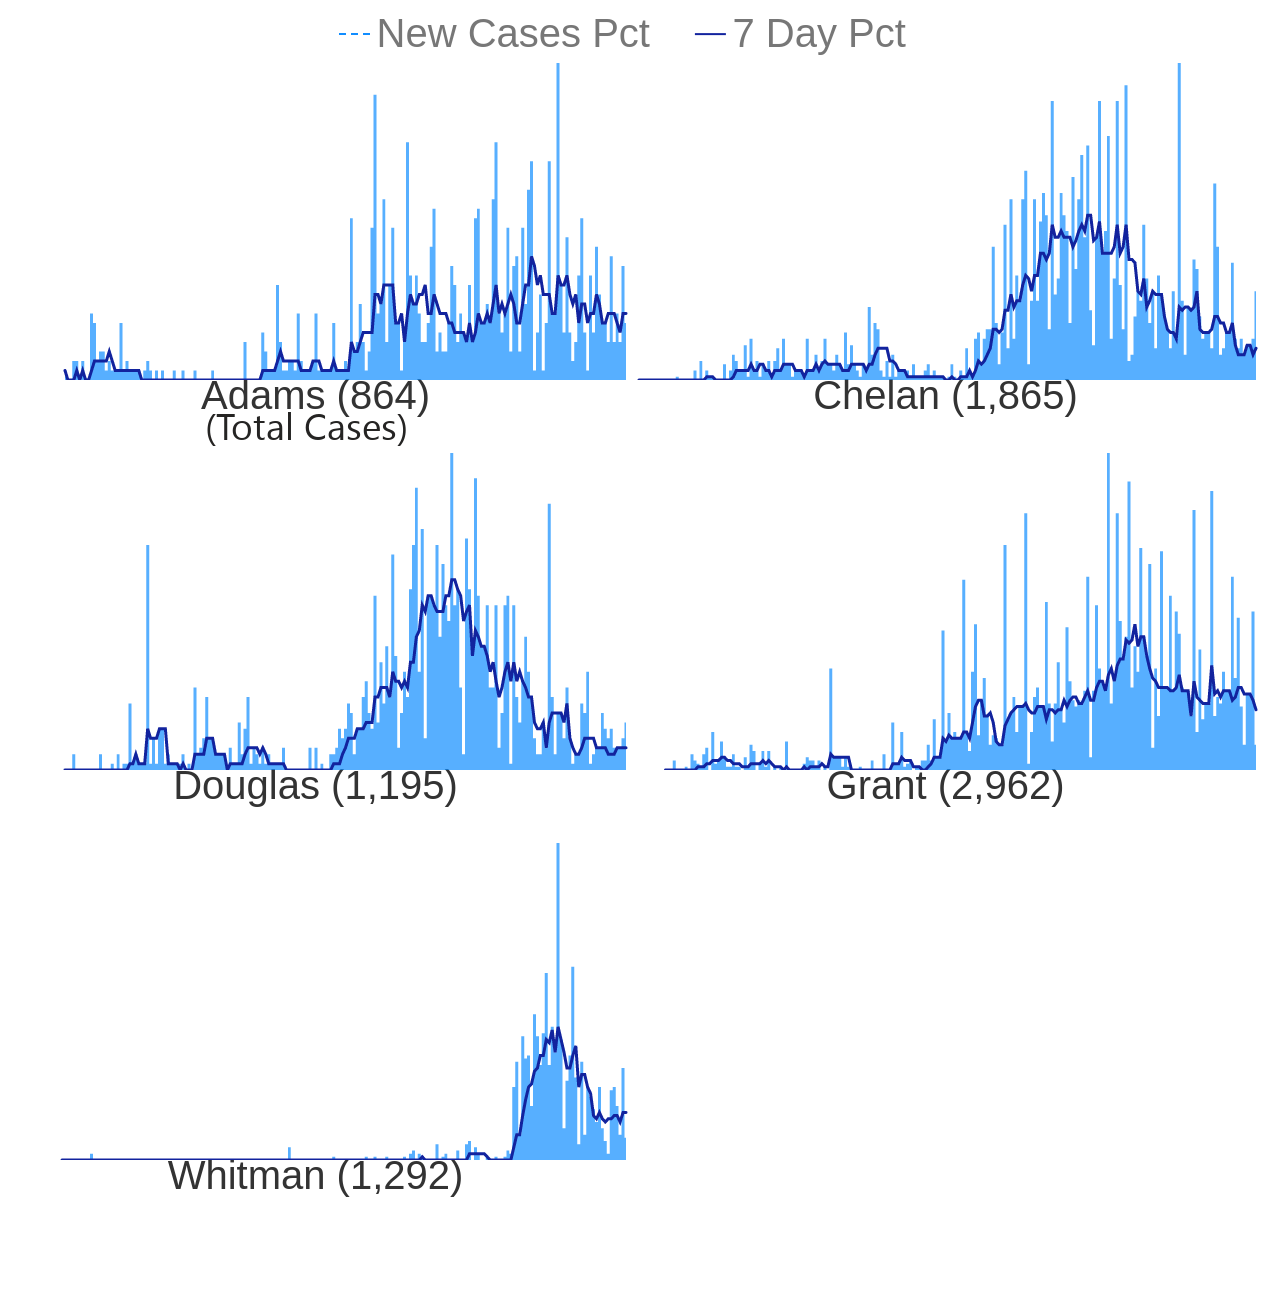 New Cases Pct 7 Day Pct
Adams (864)
(Total Cases)
Chelan (1,865)
Douglas (1,195)
Grant (2,962)
Whitman (1,292)